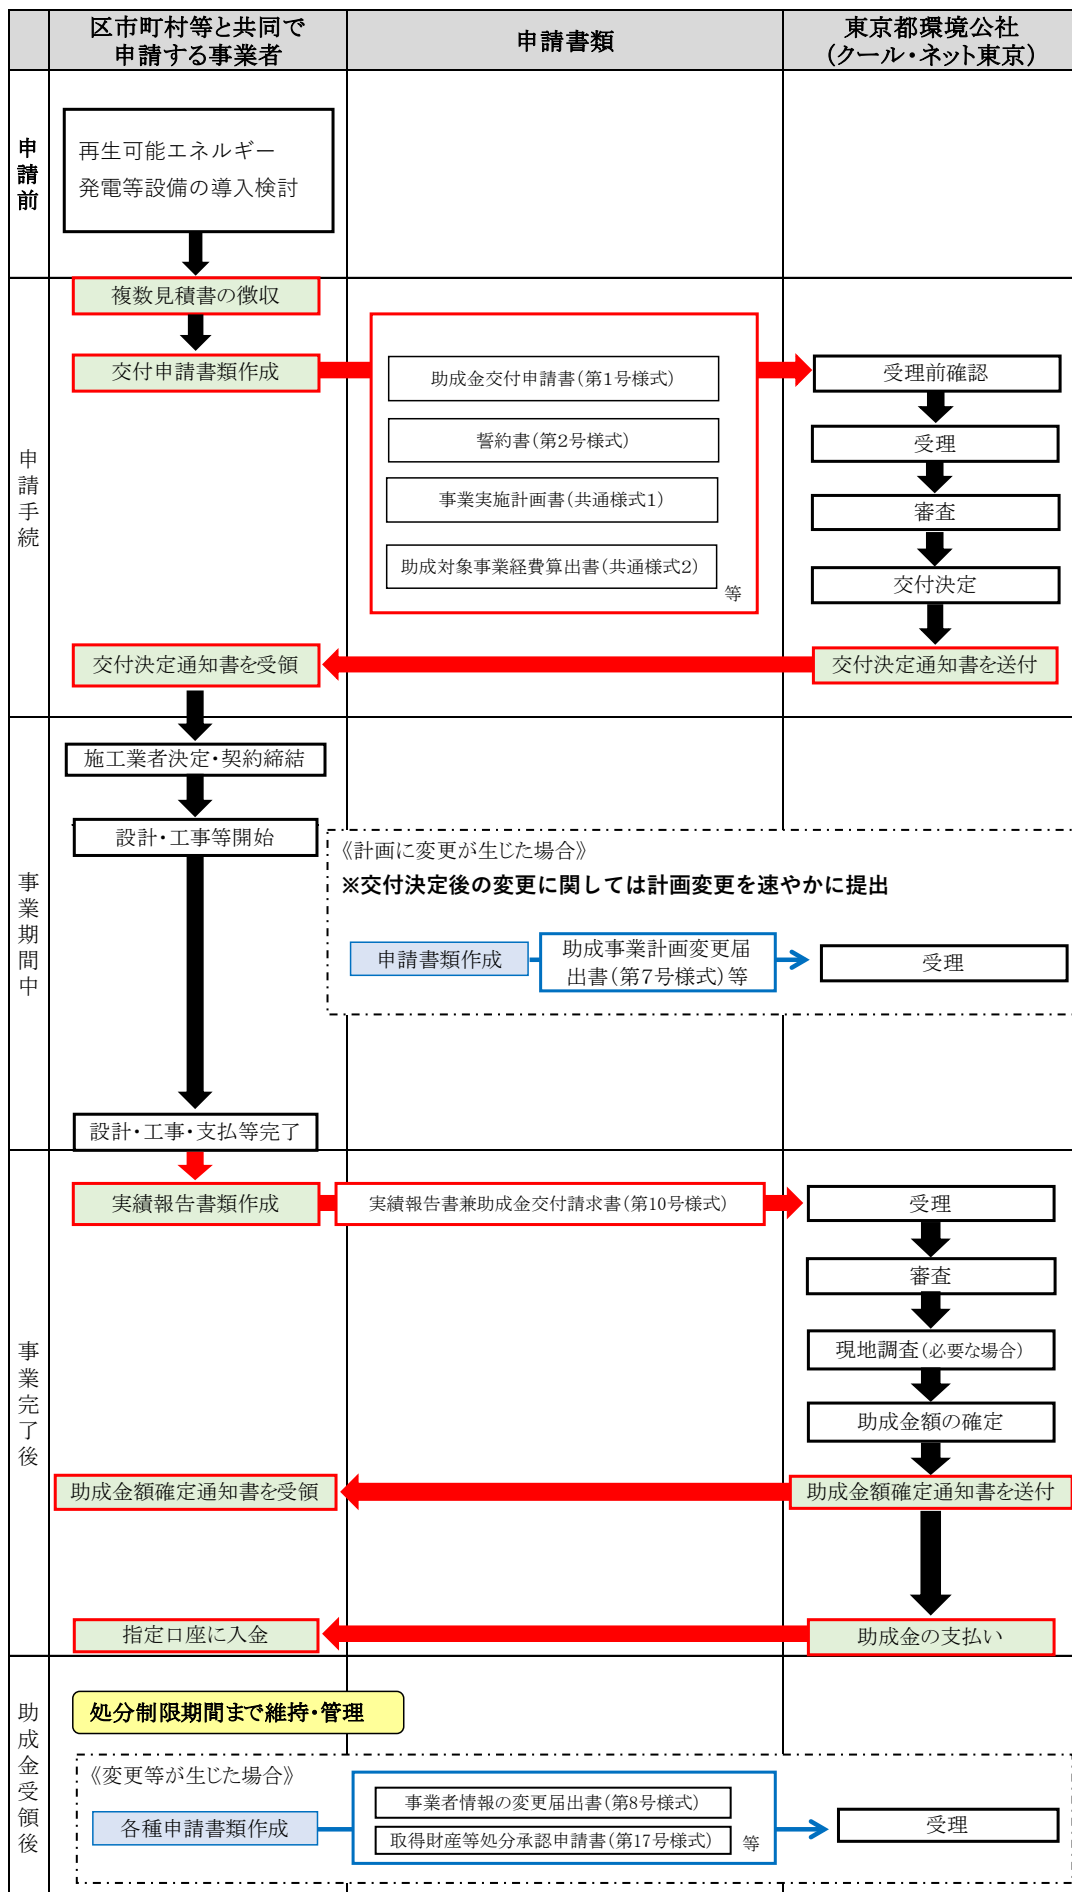 区市町村等と共同で
申請する事業者
申請書類
東京都環境公社
(クール・ネット東京)
申請前
再生可能エネルギー
発電等設備の導入検討
申請手続
複数見積書の徴収
交付申請書類作成
助成金交付申請書(第1号様式)
誓約書(第2号様式)
事業実施計画書(共通様式1)
助成対象事業経費算出書(共通様式2)
等
受理前確認
受理
審査
交付決定
交付決定通知書を送付
交付決定通知書を受領
事業期間中
施工業者決定・契約締結
設計・工事等開始
《計画に変更が生じた場合》
※交付決定後の変更に関しては計画変更を速やかに提出
申請書類作成
助成事業計画変更届
出書(第7号様式)等
受理
設計・工事・支払等完了
事業完了後
実績報告書類作成
実績報告書兼助成金交付請求書(第10号様式)
受理
審査
現地調査(必要な場合)
助成金額の確定
助成金額確定通知書を送付
助成金額確定通知書を受領
助成金の支払い
指定口座に入金
助成金受領後
処分制限期間まで維持・管理
《変更等が生じた場合》
各種申請書類作成
事業者情報の変更届出書(第8号様式)
取得財産等処分承認申請書(第17号様式)
等
受理